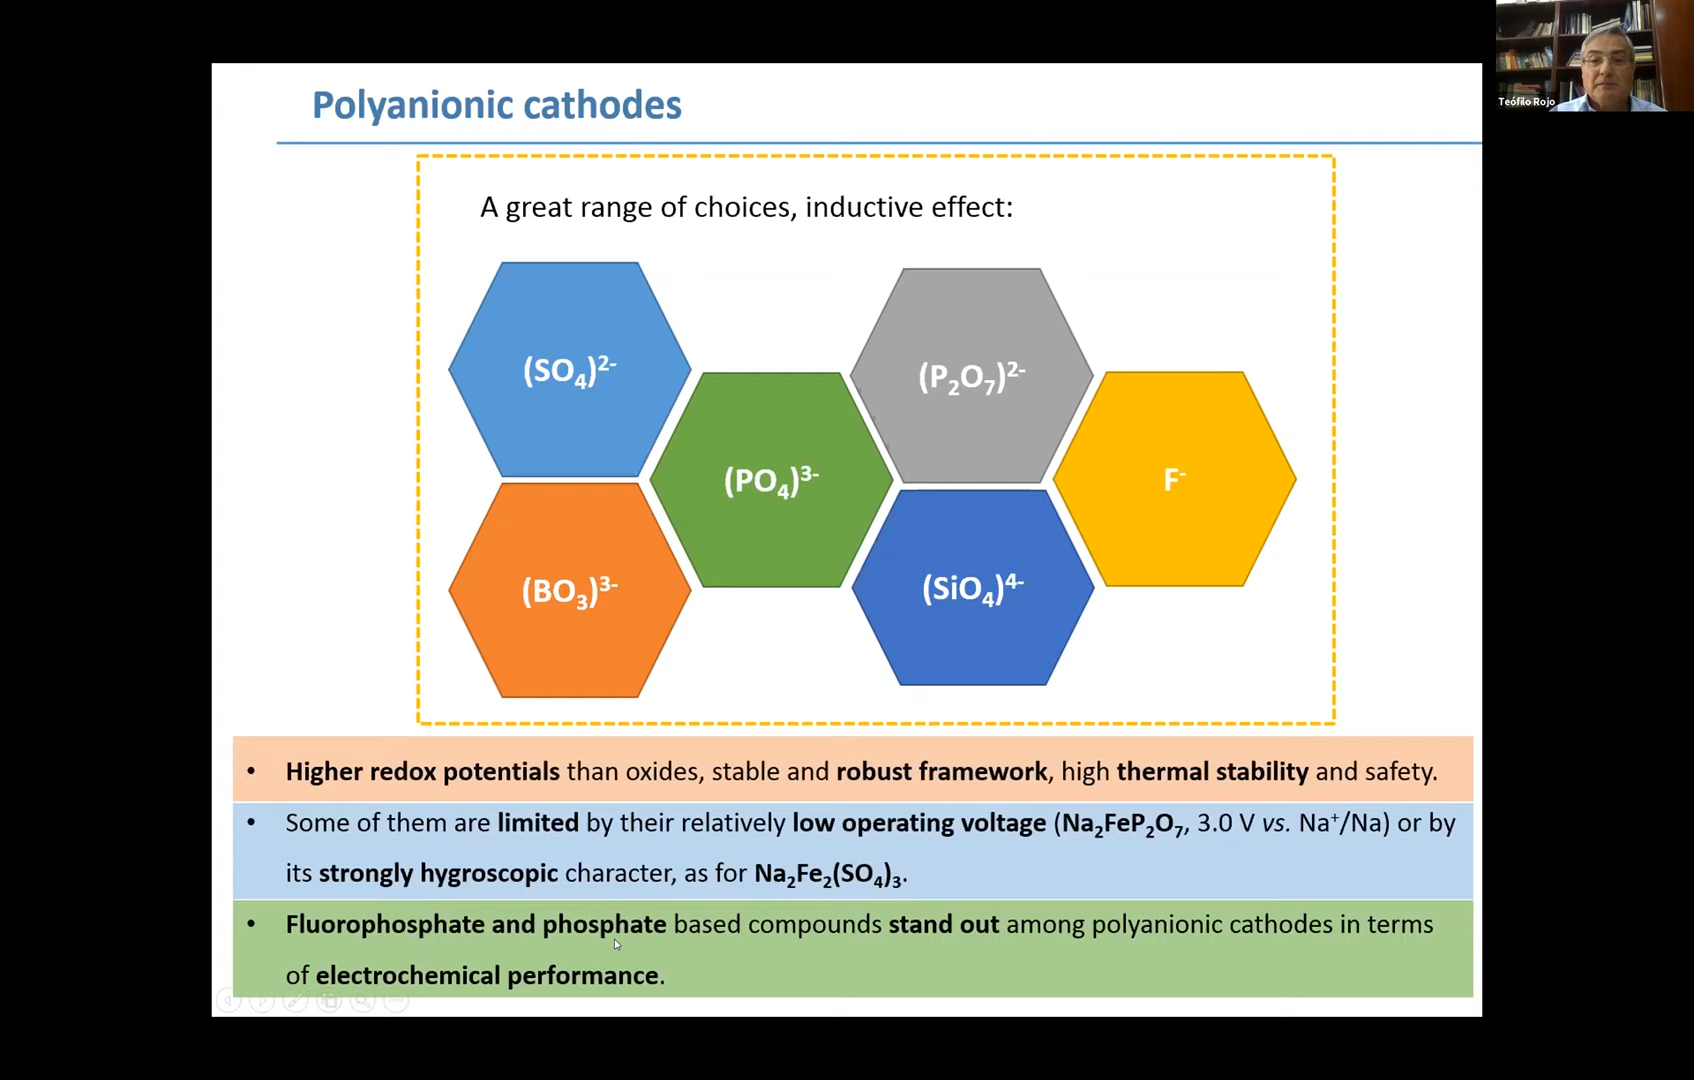 Polyanionic cathodes
Teófilo Rojo
A great range of choices, inductive effect:
(SO₄)²⁻
(P₂O₇)²⁻
(PO₄)³⁻
F⁻
(BO₃)³⁻
(SiO₄)⁴⁻
• Higher redox potentials than oxides, stable and robust framework, high thermal stability and safety.
• Some of them are limited by their relatively low operating voltage (Na₂FeP₂O₇, 3.0 V vs. Na⁺/Na) or by
its strongly hygroscopic character, as for Na₂Fe₂(SO₄)₃.
• Fluorophosphate and phosphate based compounds stand out among polyanionic cathodes in terms
of electrochemical performance.